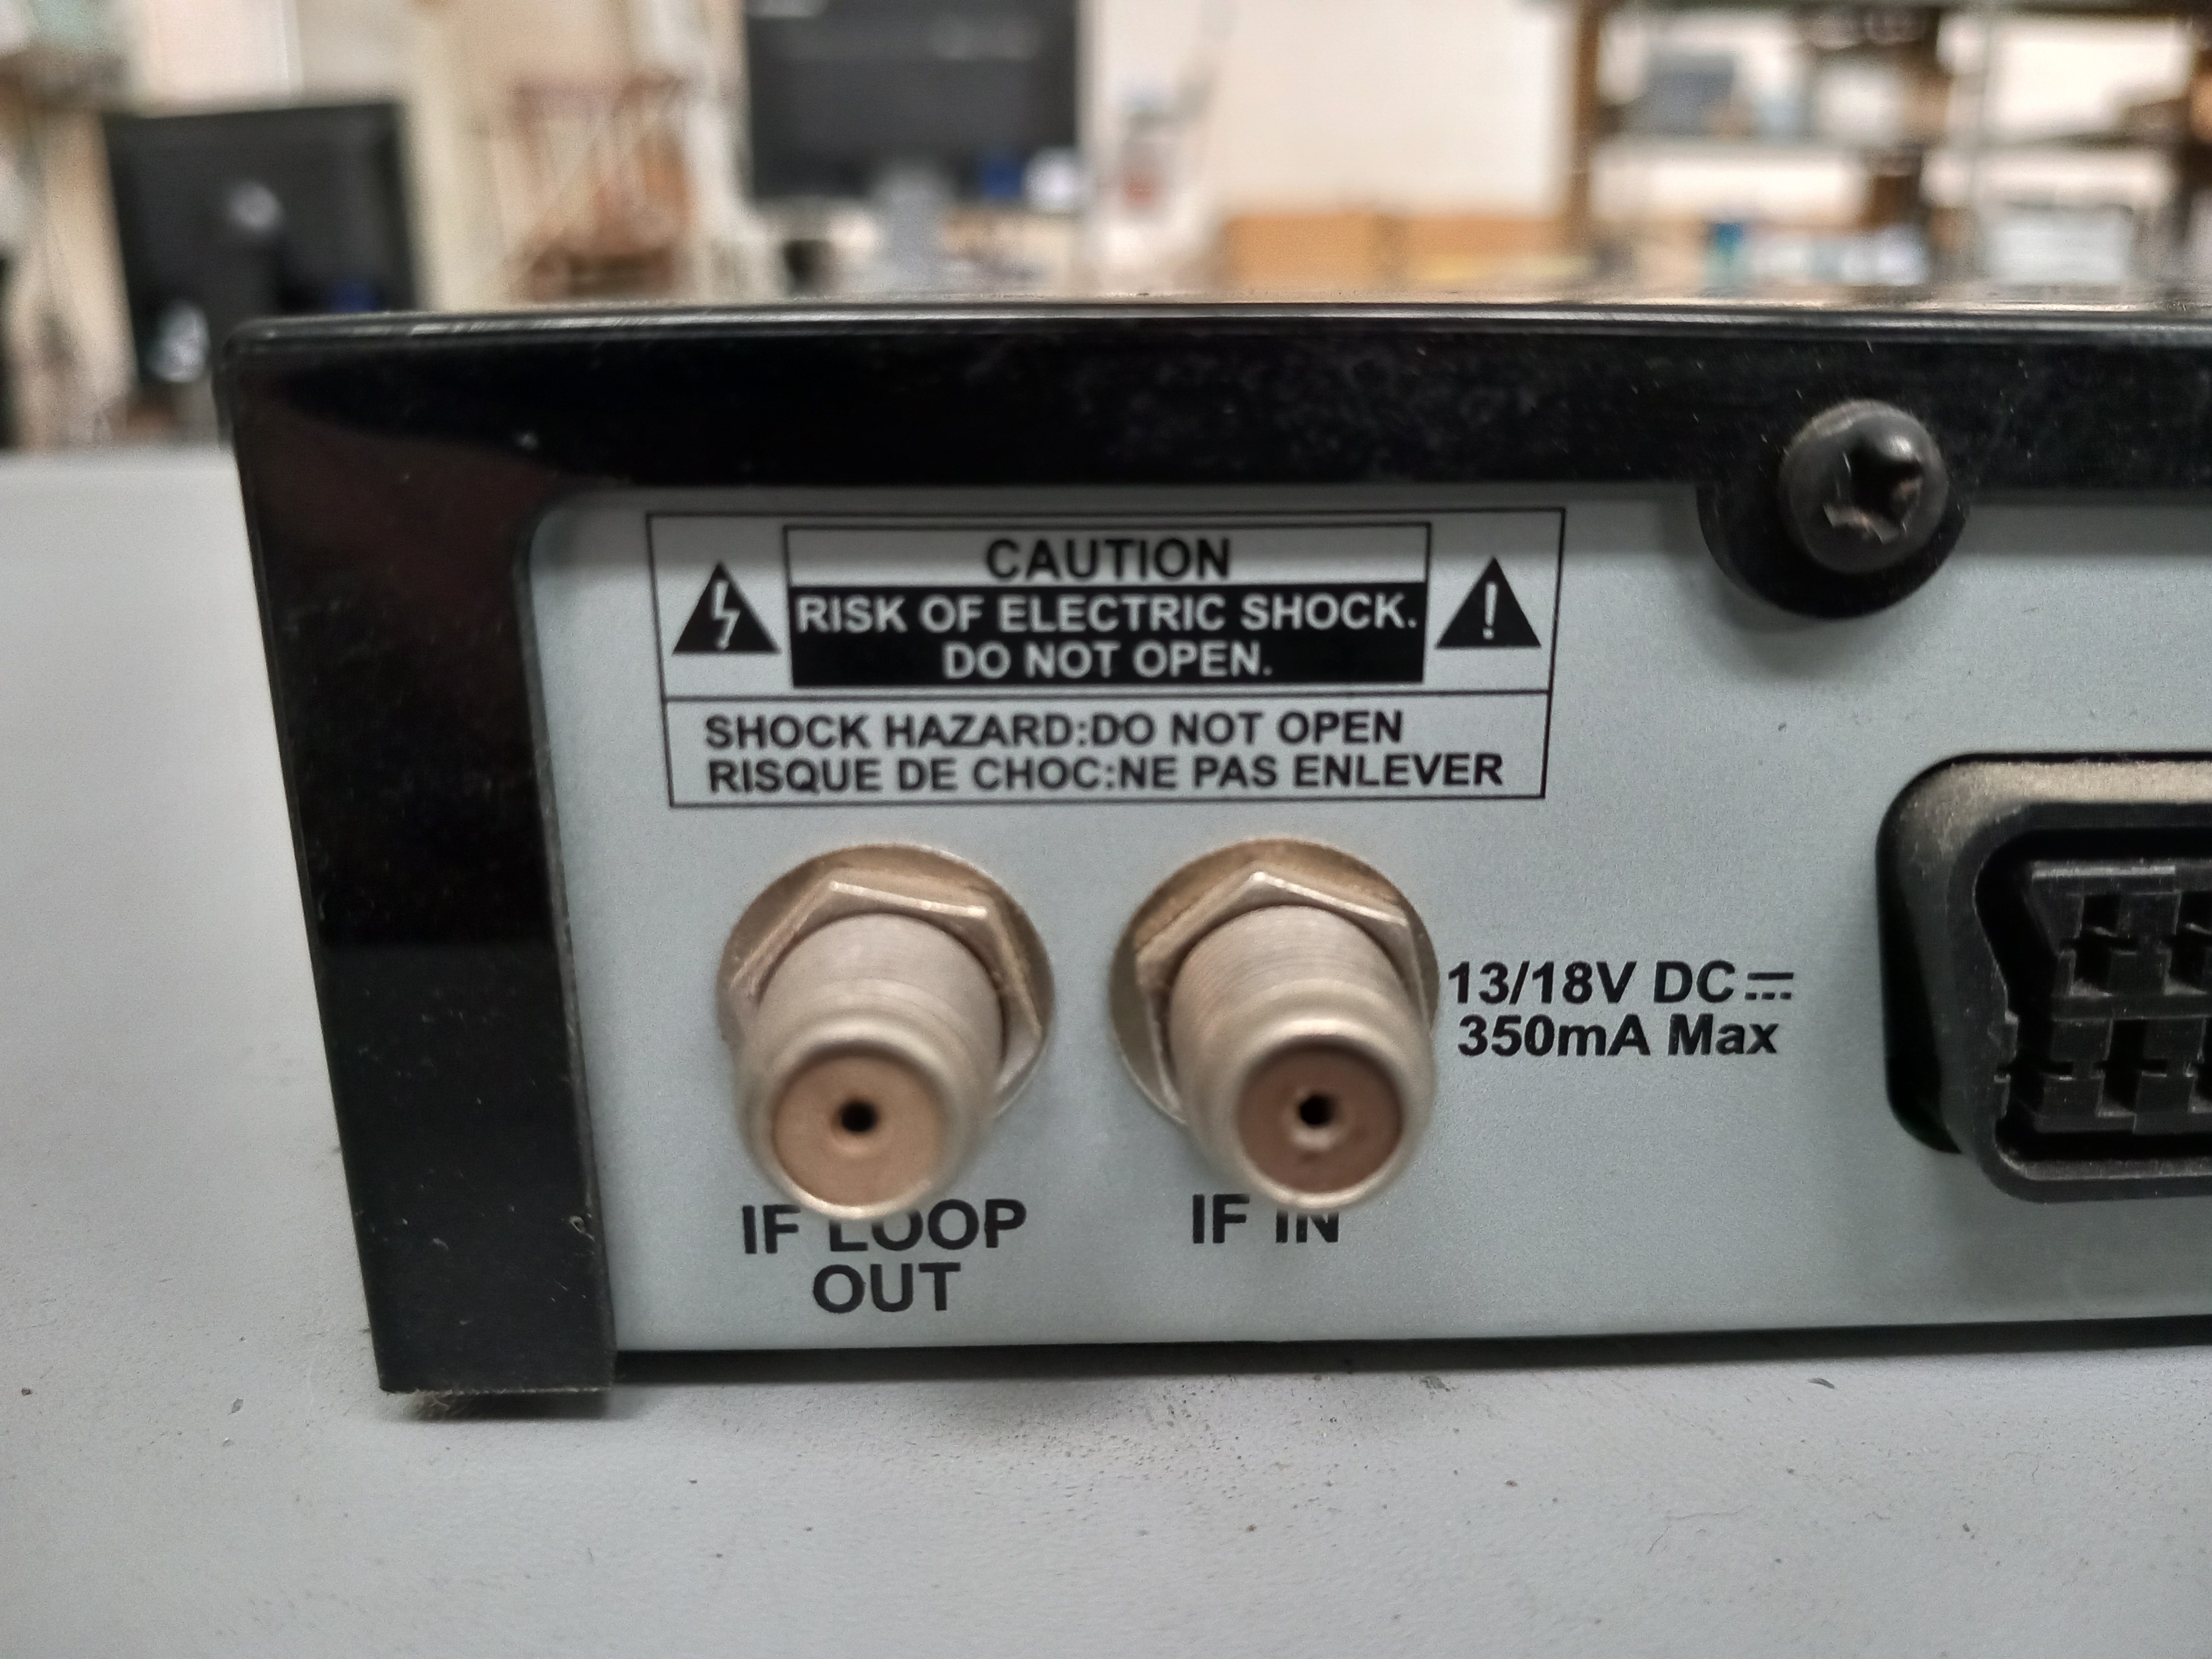 CAUTION
RISK OF ELECTRIC SHOCK.
DO NOT OPEN.
SHOCK HAZARD:DO NOT OPEN
RISQUE DE CHOC:NE PAS ENLEVER
13/18V DC
350mA Max
IF LOOP
OUT
IF IN